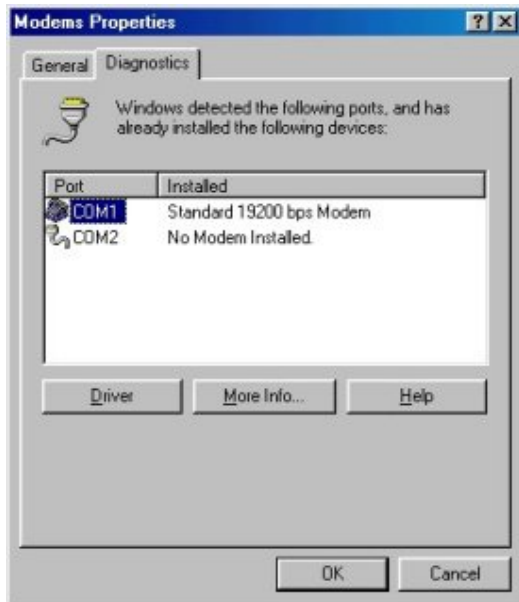 Modems Properties
General Diagnostics
Windows detected the following ports, and has
already installed the following devices:
Port Installed
COM1 Standard 19200 bps Modem
COM2 No Modem Installed.
Driver More Info... Help
OK Cancel